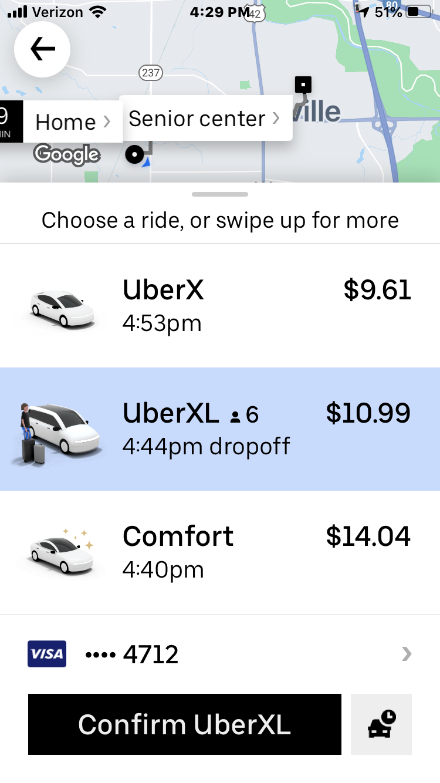 Verizon 4:29 PM 51%
42
80
237
9
MIN
Home
Senior center
ville
Google
Choose a ride, or swipe up for more
UberX $9.61
4:53pm
UberXL 6 $10.99
4:44pm dropoff
Comfort $14.04
4:40pm
VISA •••• 4712
Confirm UberXL